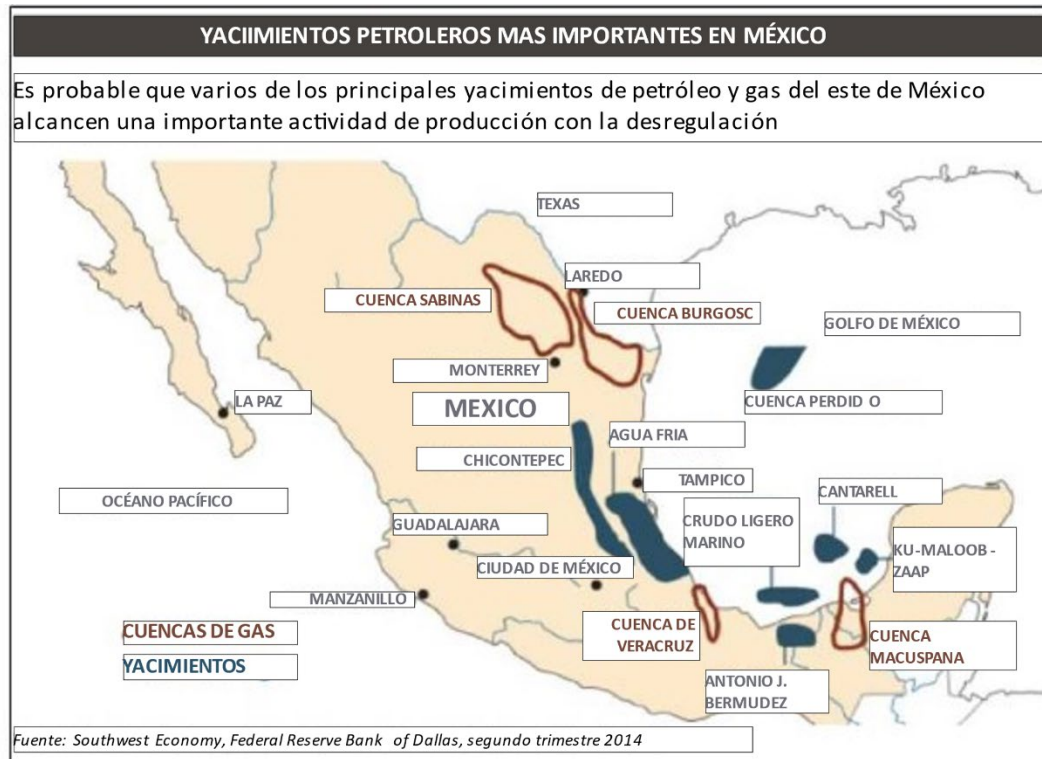 YACIIMIENTOS PETROLEROS MAS IMPORTANTES EN MÉXICO
Es probable que varios de los principales yacimientos de petróleo y gas del este de México
alcancen una importante actividad de producción con la desregulación
TEXAS
LAREDO
CUENCA SABINAS
CUENCA BURGOSC
GOLFO DE MÉXICO
MONTERREY
LA PAZ
MEXICO
CUENCA PERDID O
AGUA FRIA
CHICONTEPEC
TAMPICO
CANTARELL
OCÉANO PACÍFICO
CRUDO LIGERO
MARINO
GUADALAJARA
KU-MALOOB -
ZAAP
CIUDAD DE MÉXICO
MANZANILLO
CUENCAS DE GAS
CUENCA DE
VERACRUZ
CUENCA
MACUSPANA
YACIMIENTOS
ANTONIO J.
BERMUDEZ
Fuente: Southwest Economy, Federal Reserve Bank of Dallas, segundo trimestre 2014